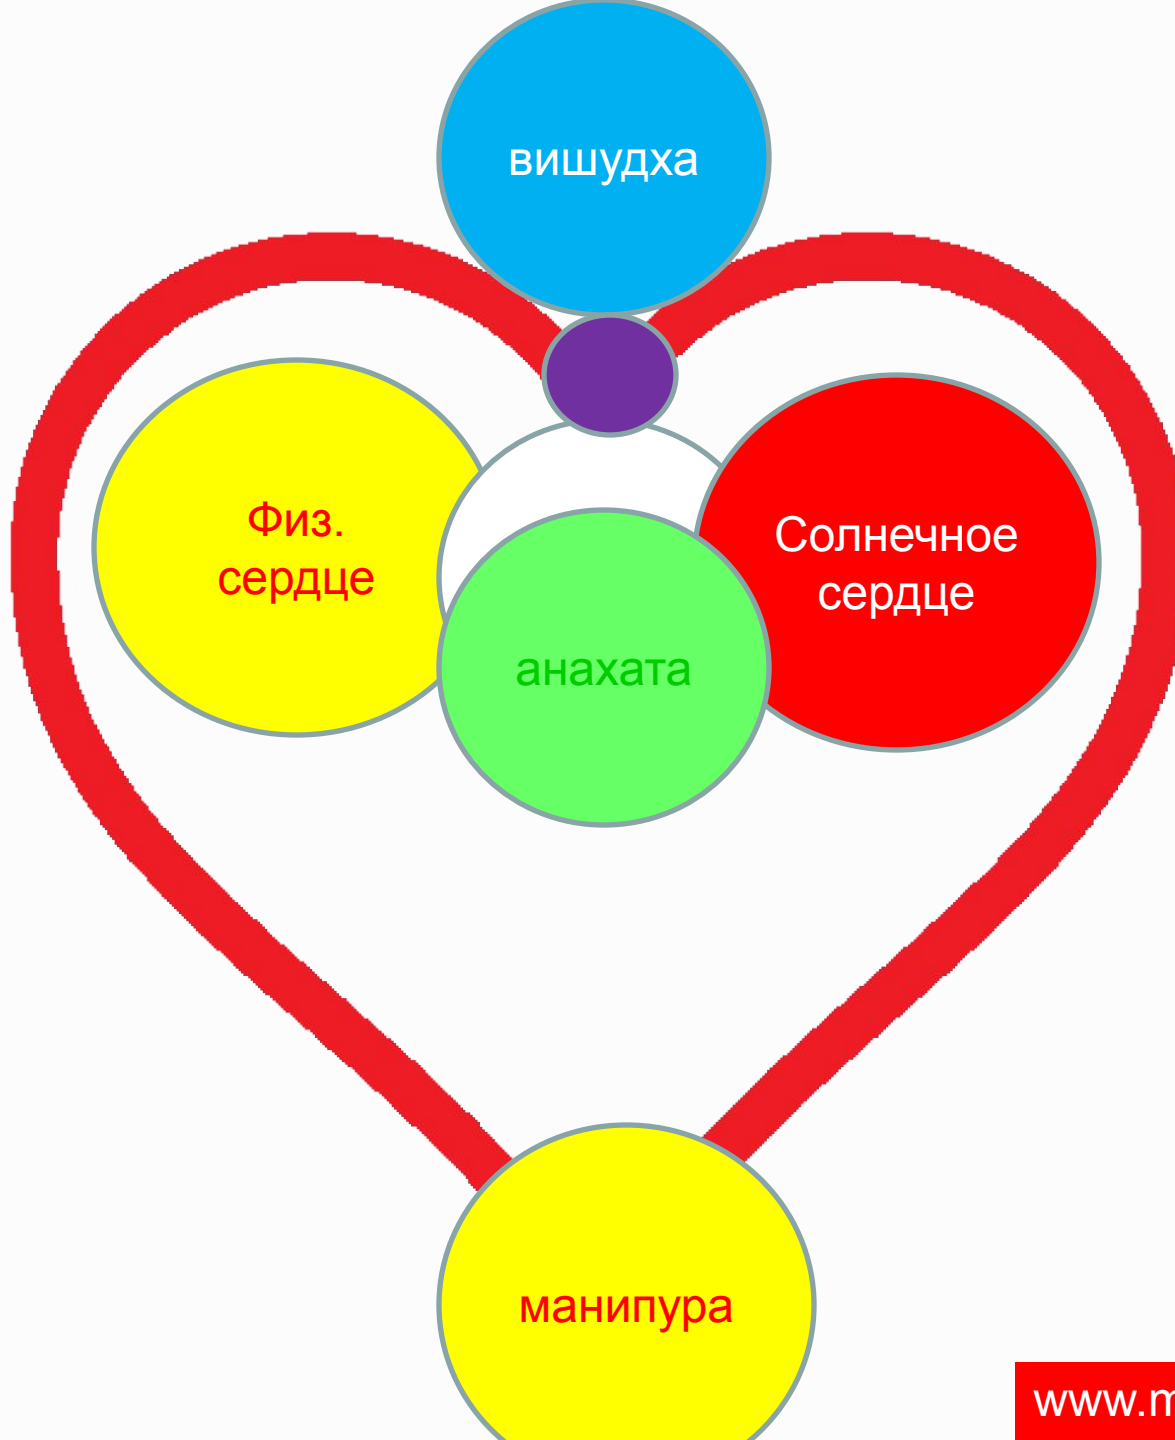 вишудха
Физ.
сердце
Солнечное
сердце
анахата
манипура